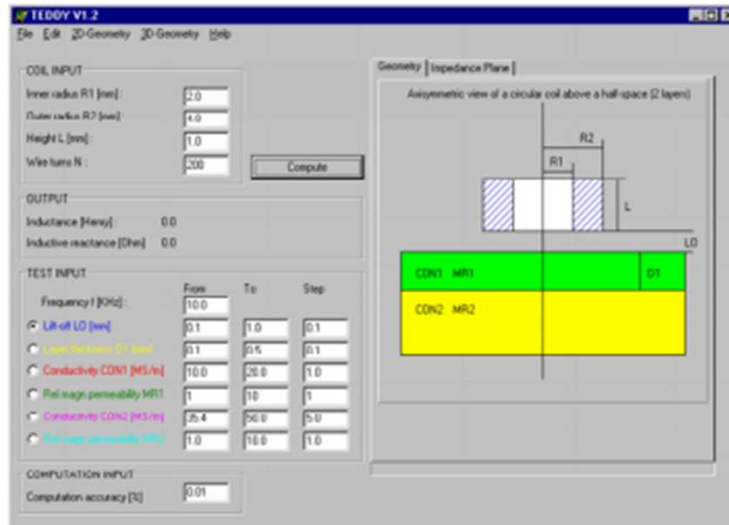 TEDDY V1.2
File Edit 2D-Geometry 3D-Geometry Help
COIL INPUT
Inner radius R1 [mm] : 2.0
Outer radius R2 [mm] : 4.0
Height L [mm] : 1.0
Wire turns N : 200
Compute
OUTPUT
Inductance [Henry] : 0.0
Inductive reactance [Ohm] 0.0
TEST INPUT
From To Step
Frequency f [KHz] : 10.0
Lift-off LO [mm] 0.1 1.0 0.1
Layer thickness D1 [mm] 0.1 0.5 0.1
Conductivity CON1 [MS/m] 10.0 20.0 1.0
Rel.magn permeability MR1 1 10 1
Conductivity CON2 [MS/m] 35.4 50.0 5.0
Rel.magn permeability MR2 1.0 10.0 1.0
COMPUTATION INPUT
Computation accuracy [%] 0.01
Geometry Impedance Plane
Axisymmetric view of a circular coil above a half-space (2 layers)
R2
R1
L
LO
CON1 MR1 D1
CON2 MR2